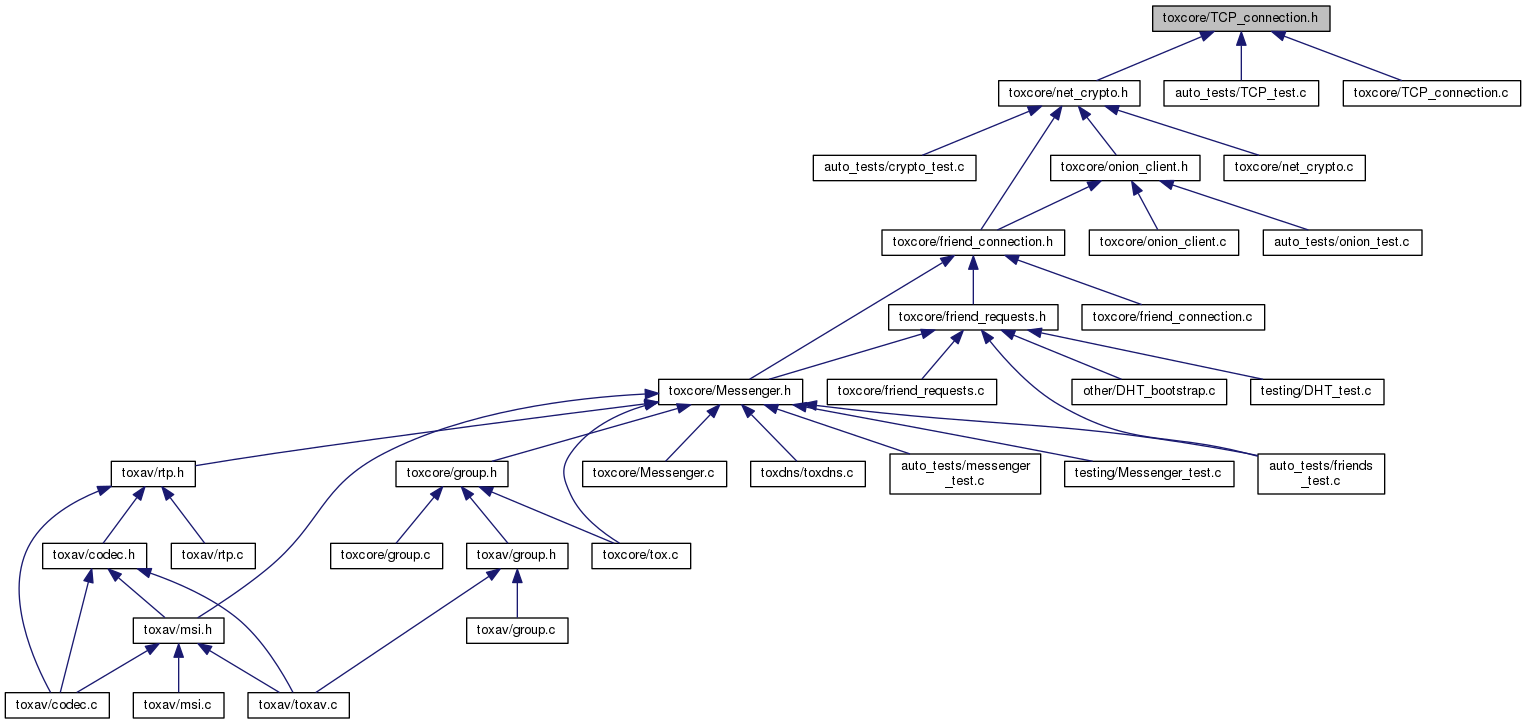 toxcore/TCP_connection.h
toxcore/net_crypto.h
auto_tests/TCP_test.c
toxcore/TCP_connection.c
auto_tests/crypto_test.c
toxcore/onion_client.h
toxcore/net_crypto.c
toxcore/friend_connection.h
toxcore/onion_client.c
auto_tests/onion_test.c
toxcore/friend_requests.h
toxcore/friend_connection.c
toxcore/Messenger.h
toxcore/friend_requests.c
other/DHT_bootstrap.c
testing/DHT_test.c
toxav/rtp.h
toxcore/group.h
toxcore/Messenger.c
toxdns/toxdns.c
auto_tests/messenger
_test.c
testing/Messenger_test.c
auto_tests/friends
_test.c
toxav/codec.h
toxav/rtp.c
toxcore/group.c
toxav/group.h
toxcore/tox.c
toxav/msi.h
toxav/group.c
toxav/codec.c
toxav/msi.c
toxav/toxav.c